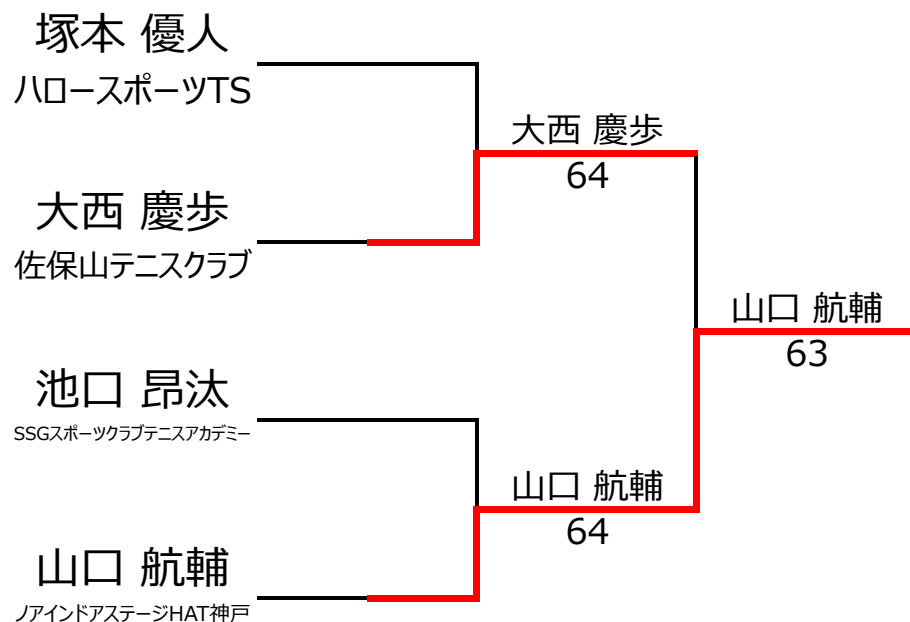 塚本 優人
ハロースポーツTS
大西 慶歩
64
大西 慶歩
佐保山テニスクラブ
山口 航輔
63
池口 昂汰
SSGスポーツクラブテニスアカデミー
山口 航輔
64
山口 航輔
ノアインドアステージHAT神戸